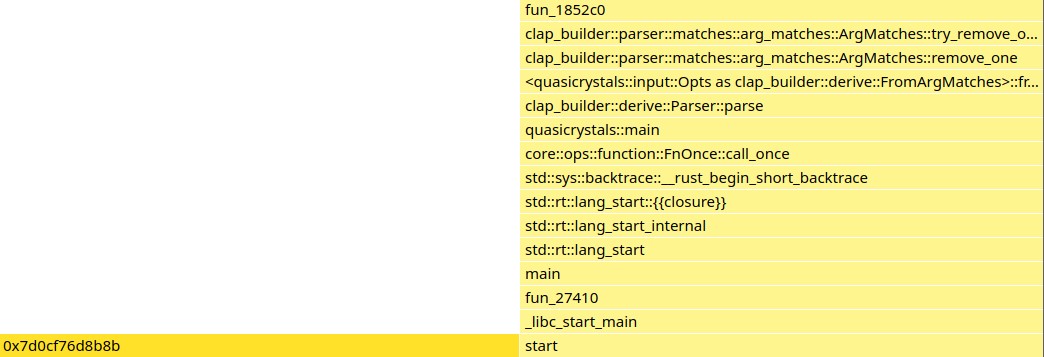 fun_1852c0
clap_builder::parser::matches::arg_matches::ArgMatches::try_remove_o...
clap_builder::parser::matches::arg_matches::ArgMatches::remove_one
<quasicrystals::input::Opts as clap_builder::derive::FromArgMatches>::fr...
clap_builder::derive::Parser::parse
quasicrystals::main
core::ops::function::FnOnce::call_once
std::sys::backtrace::__rust_begin_short_backtrace
std::rt::lang_start::{{closure}}
std::rt::lang_start_internal
std::rt::lang_start
main
fun_27410
_libc_start_main
0x7d0cf76d8b8b start